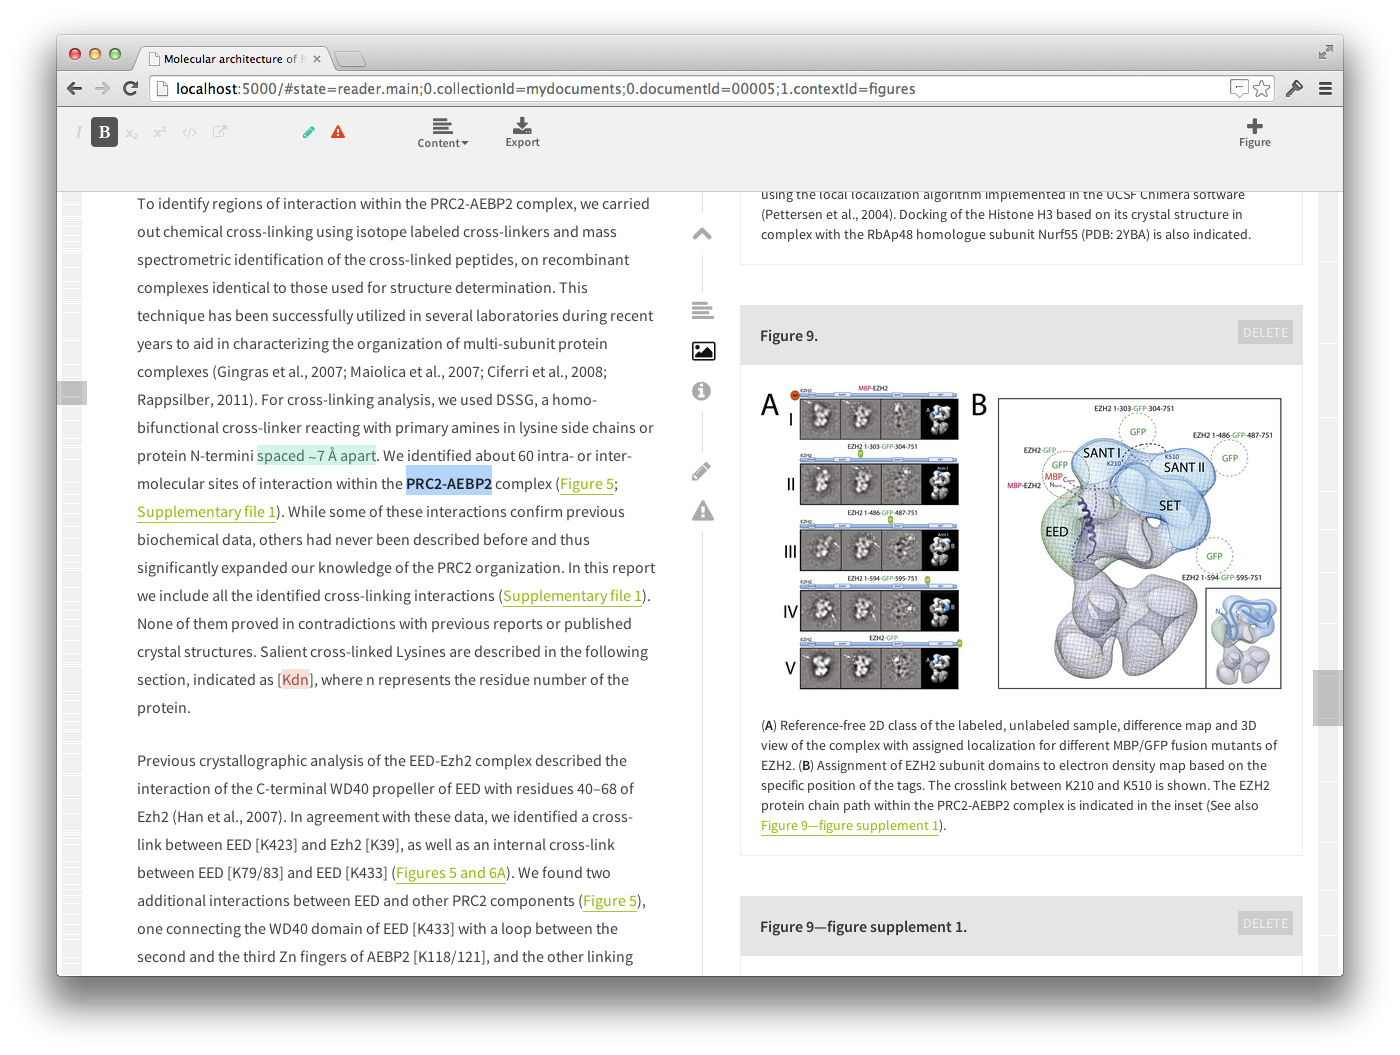 Molecular architecture of h
localhost:5000/#state=reader.main;0.collectionId=mydocuments;0.documentId=00005;1.contextId=figures
I B x₂ x² </>
Content
Export
Figure
To identify regions of interaction within the PRC2-AEBP2 complex, we carried
out chemical cross-linking using isotope labeled cross-linkers and mass
spectrometric identification of the cross-linked peptides, on recombinant
complexes identical to those used for structure determination. This
technique has been successfully utilized in several laboratories during recent
years to aid in characterizing the organization of multi-subunit protein
complexes (Gingras et al., 2007; Maiolica et al., 2007; Ciferri et al., 2008;
Rappsilber, 2011). For cross-linking analysis, we used DSSG, a homo-
bifunctional cross-linker reacting with primary amines in lysine side chains or
protein N-termini spaced ~7 Å apart. We identified about 60 intra- or inter-
molecular sites of interaction within the PRC2-AEBP2 complex (Figure 5;
Supplementary file 1). While some of these interactions confirm previous
biochemical data, others had never been described before and thus
significantly expanded our knowledge of the PRC2 organization. In this report
we include all the identified cross-linking interactions (Supplementary file 1).
None of them proved in contradictions with previous reports or published
crystal structures. Salient cross-linked Lysines are described in the following
section, indicated as [Kdn], where n represents the residue number of the
protein.
Previous crystallographic analysis of the EED-Ezh2 complex described the
interaction of the C-terminal WD40 propeller of EED with residues 40–68 of
Ezh2 (Han et al., 2007). In agreement with these data, we identified a cross-
link between EED [K423] and Ezh2 [K39], as well as an internal cross-link
between EED [K79/83] and EED [K433] (Figures 5 and 6A). We found two
additional interactions between EED and other PRC2 components (Figure 5),
one connecting the WD40 domain of EED [K433] with a loop between the
second and the third Zn fingers of AEBP2 [K118/121], and the other linking
using the local localization algorithm implemented in the UCSF Chimera software
(Pettersen et al., 2004). Docking of the Histone H3 based on its crystal structure in
complex with the RbAp48 homologue subunit Nurf55 (PDB: 2YBA) is also indicated.
Figure 9.
DELETE
A
EZH2
MBP-EZH2
I
EZH2 1-303-GFP-304-751
EZH2
Arm I
II
EZH2 1-486-GFP-487-751
EZH2
Arm I
III
EZH2 1-594-GFP-595-751
EZH2
IV
EZH2-GFP
EZH2
V
B
EZH2 1-303-GFP-304-751
GFP
EZH2 1-486-GFP-487-751
GFP
EZH2-GFP
GFP
SANT I
K210
K510
SANT II
MBP
MBP-EZH2
SET
EED
GFP
EZH2 1-594-GFP-595-751
N
(A) Reference-free 2D class of the labeled, unlabeled sample, difference map and 3D
view of the complex with assigned localization for different MBP/GFP fusion mutants of
EZH2. (B) Assignment of EZH2 subunit domains to electron density map based on the
specific position of the tags. The crosslink between K210 and K510 is shown. The EZH2
protein chain path within the PRC2-AEBP2 complex is indicated in the inset (See also
Figure 9—figure supplement 1).
Figure 9—figure supplement 1.
DELETE